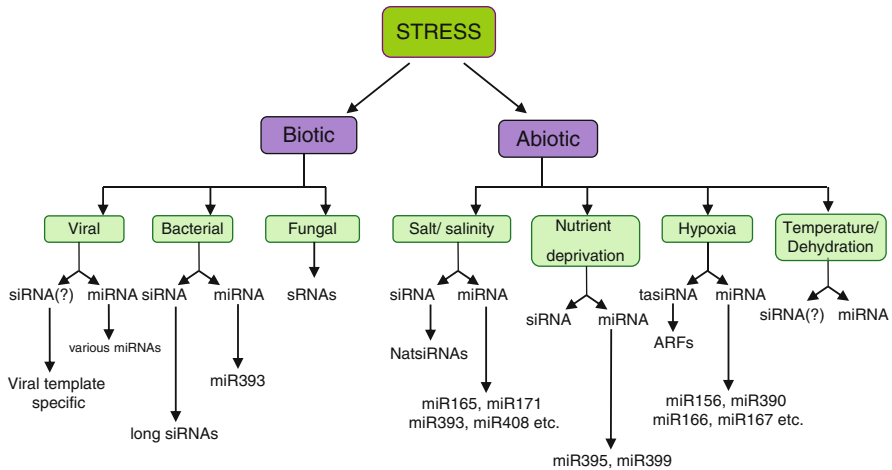 STRESS
Biotic
Abiotic
Viral
Bacterial
Fungal
Salt/ salinity
Nutrient
deprivation
Hypoxia
Temperature/
Dehydration
siRNA(?)
miRNA
siRNA
miRNA
sRNAs
siRNA
miRNA
siRNA
miRNA
tasiRNA
miRNA
siRNA(?)
miRNA
various miRNAs
NatsiRNAs
ARFs
Viral template
specific
miR393
long siRNAs
miR165, miR171
miR393, miR408 etc.
miR395, miR399
miR156, miR390
miR166, miR167 etc.